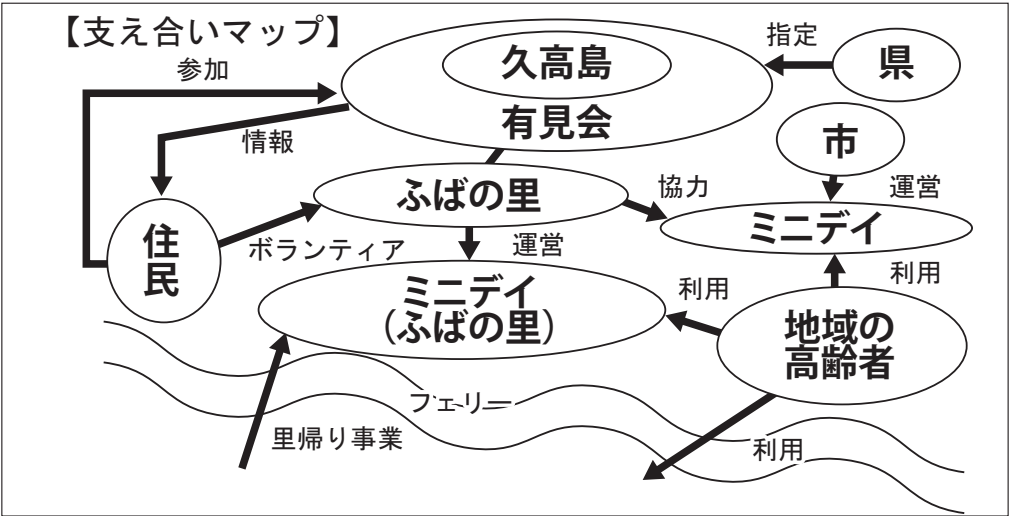 【支え合いマップ】
参加
久高島
指定
県
有見会
情報
市
ふばの里
協力
運営
ミニデイ
住
民
ボランティア
運営
利用
ミニデイ
(ふばの里)
利用
地域の
高齢者
フェリー
里帰り事業
利用